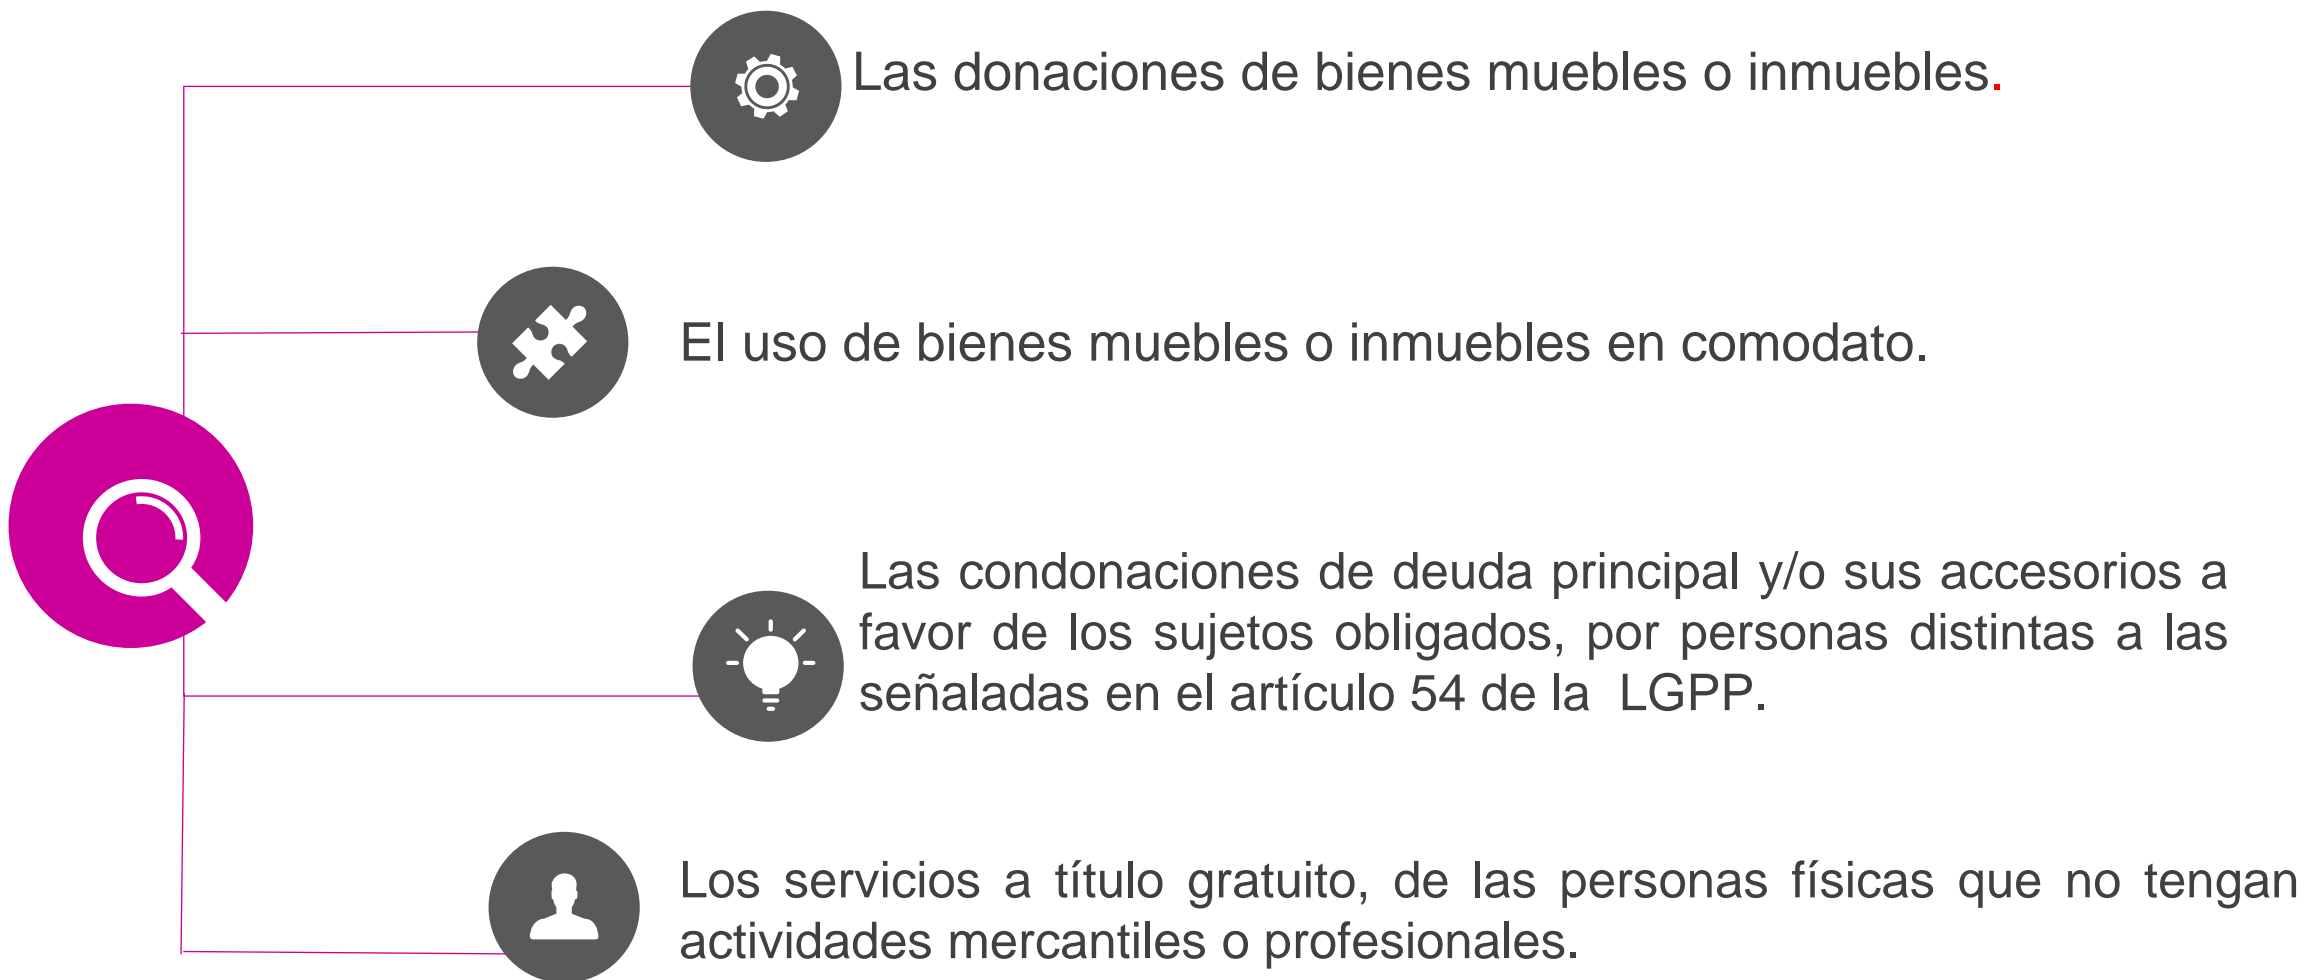 Las donaciones de bienes muebles o inmuebles.
El uso de bienes muebles o inmuebles en comodato.
Las condonaciones de deuda principal y/o sus accesorios a
favor de los sujetos obligados, por personas distintas a las
señaladas en el artículo 54 de la LGPP.
Los servicios a título gratuito, de las personas físicas que no tengan
actividades mercantiles o profesionales.